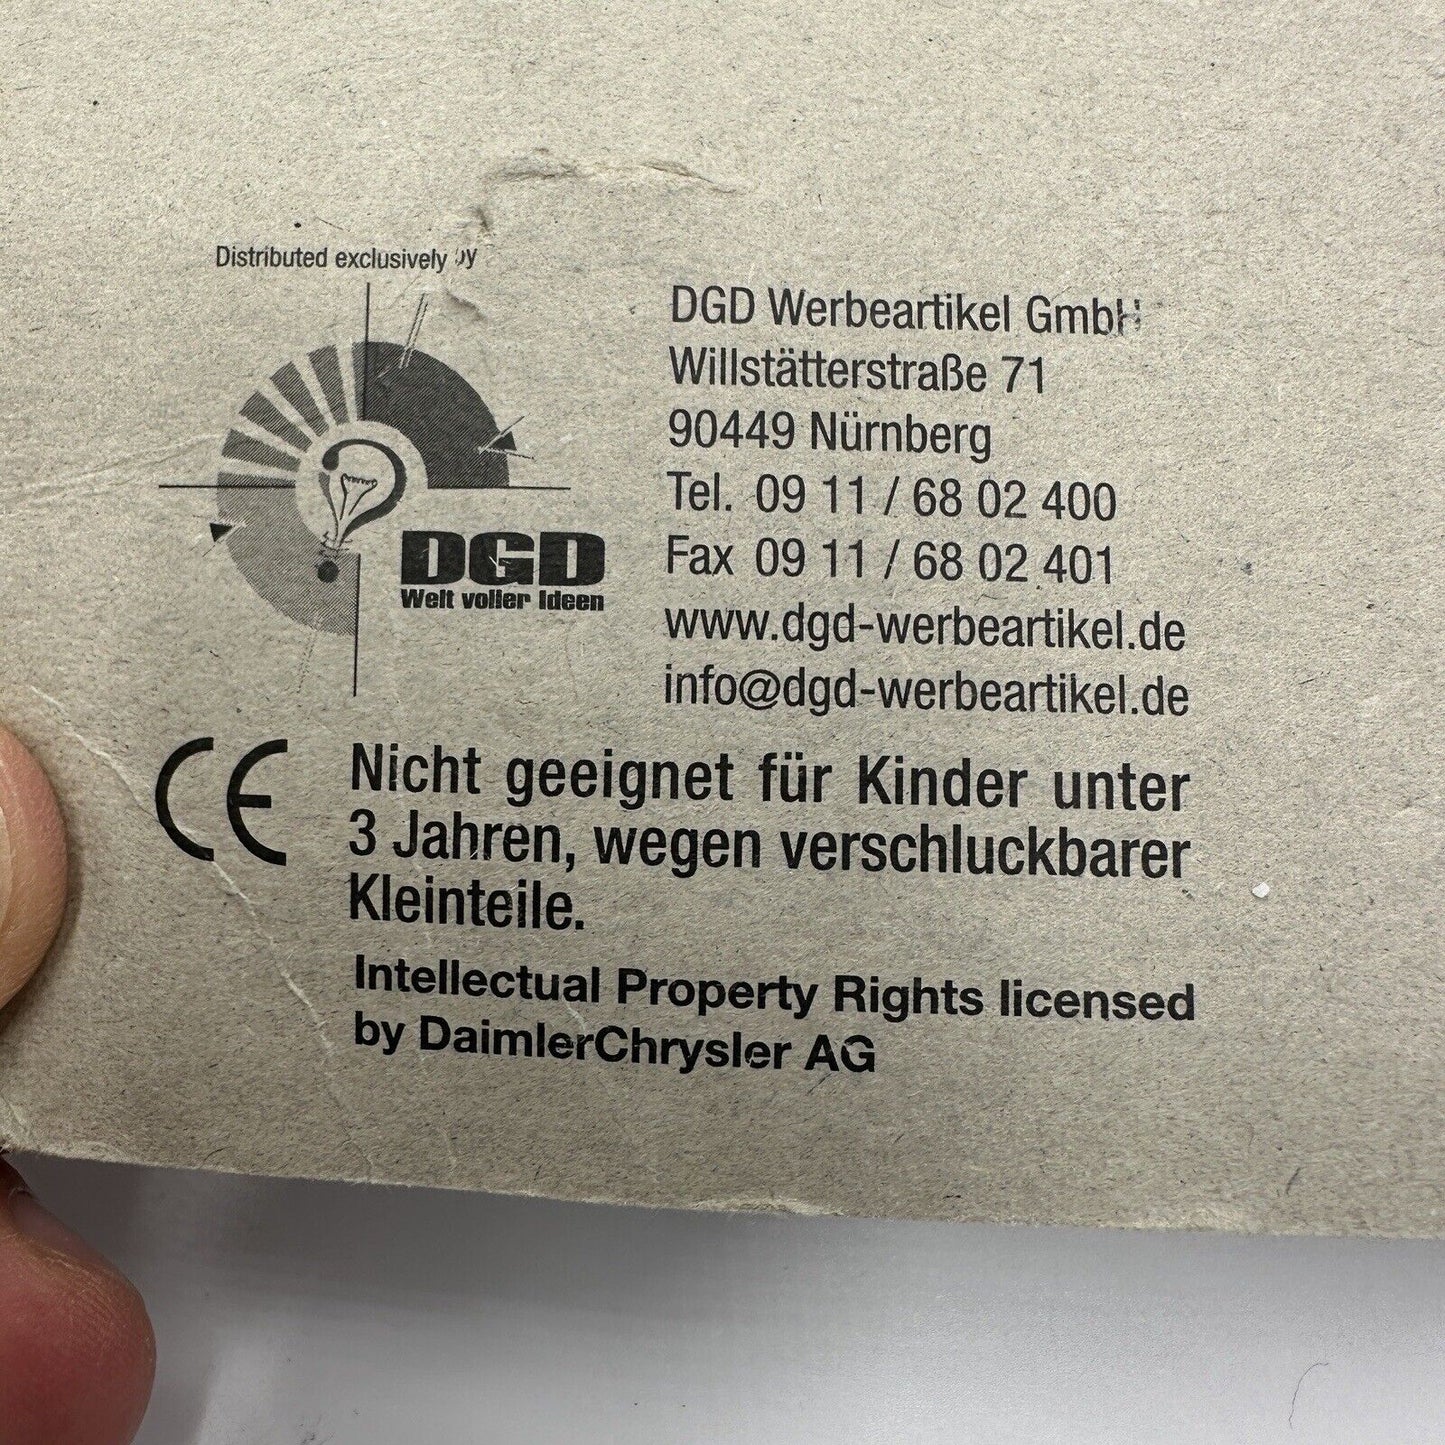 Distributed exclusively by
DGD
Welt voller Ideen
DGD Werbeartikel GmbH
Willstätterstraße 71
90449 Nürnberg
Tel. 09 11 / 68 02 400
Fax 09 11 / 68 02 401
www.dgd-werbeartikel.de
info@dgd-werbeartikel.de
CE
Nicht geeignet für Kinder unter
3 Jahren, wegen verschluckbarer
Kleinteile.
Intellectual Property Rights licensed
by DaimlerChrysler AG